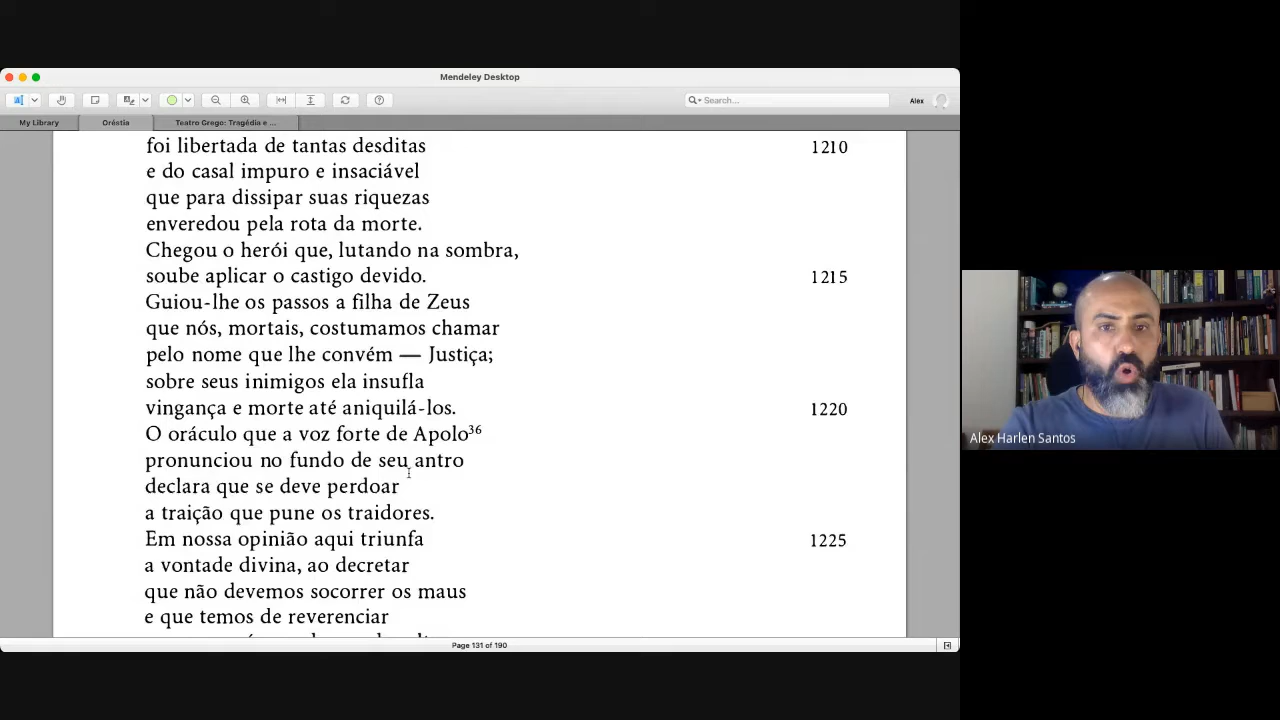 Mendeley Desktop
Search...
Alex
My Library
Oréstia
Teatro Grego: Tragédia e ...
foi libertada de tantas desditas 1210
e do casal impuro e insaciável
que para dissipar suas riquezas
enveredou pela rota da morte.
Chegou o herói que, lutando na sombra,
soube aplicar o castigo devido. 1215
Guiou-lhe os passos a filha de Zeus
que nós, mortais, costumamos chamar
pelo nome que lhe convém — Justiça;
sobre seus inimigos ela insufla
vingança e morte até aniquilá-los. 1220
O oráculo que a voz forte de Apolo³⁶
pronunciou no fundo de seu antro
declara que se deve perdoar
a traição que pune os traidores.
Em nossa opinião aqui triunfa 1225
a vontade divina, ao decretar
que não devemos socorrer os maus
e que temos de reverenciar
Page 131 of 190
Alex Harlen Santos